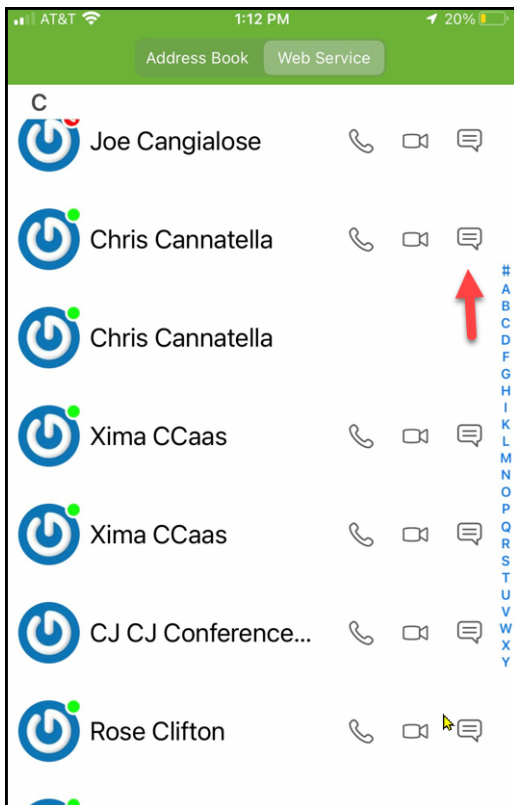 AT&T 1:12 PM 20%
Address Book Web Service
C
Joe Cangialose
Chris Cannatella
Chris Cannatella
Xima CCaas
Xima CCaas
CJ CJ Conference...
Rose Clifton
#
A
B
C
D
F
G
H
I
K
L
M
N
O
P
Q
R
S
T
U
V
W
X
Y